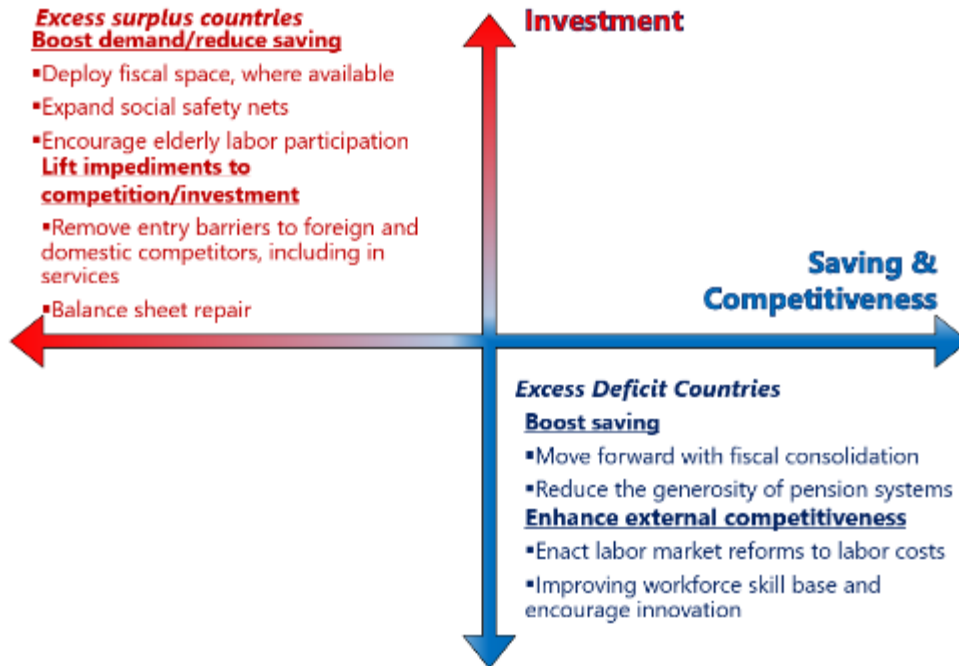 Excess surplus countries
Boost demand/reduce saving
▪Deploy fiscal space, where available
▪Expand social safety nets
▪Encourage elderly labor participation
Lift impediments to
competition/investment
▪Remove entry barriers to foreign and
domestic competitors, including in
services
▪Balance sheet repair
Investment
Saving &
Competitiveness
Excess Deficit Countries
Boost saving
▪Move forward with fiscal consolidation
▪Reduce the generosity of pension systems
Enhance external competitiveness
▪Enact labor market reforms to labor costs
▪Improving workforce skill base and
encourage innovation